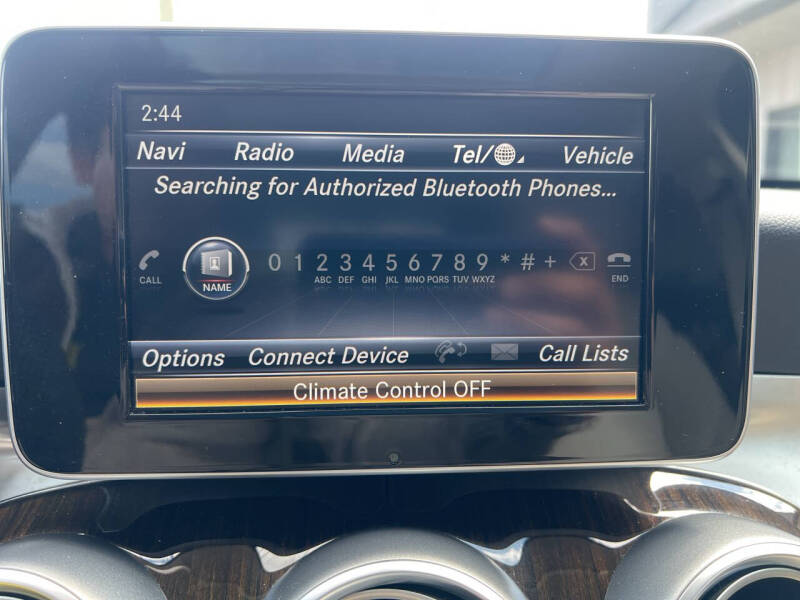 2:44
Navi Radio Media Tel/ Vehicle
Searching for Authorized Bluetooth Phones...
0 1 2 3 4 5 6 7 8 9 * # +
CALL NAME ABC DEF GHI JKL MNO PQRS TUV WXYZ END
Options Connect Device Call Lists
Climate Control OFF